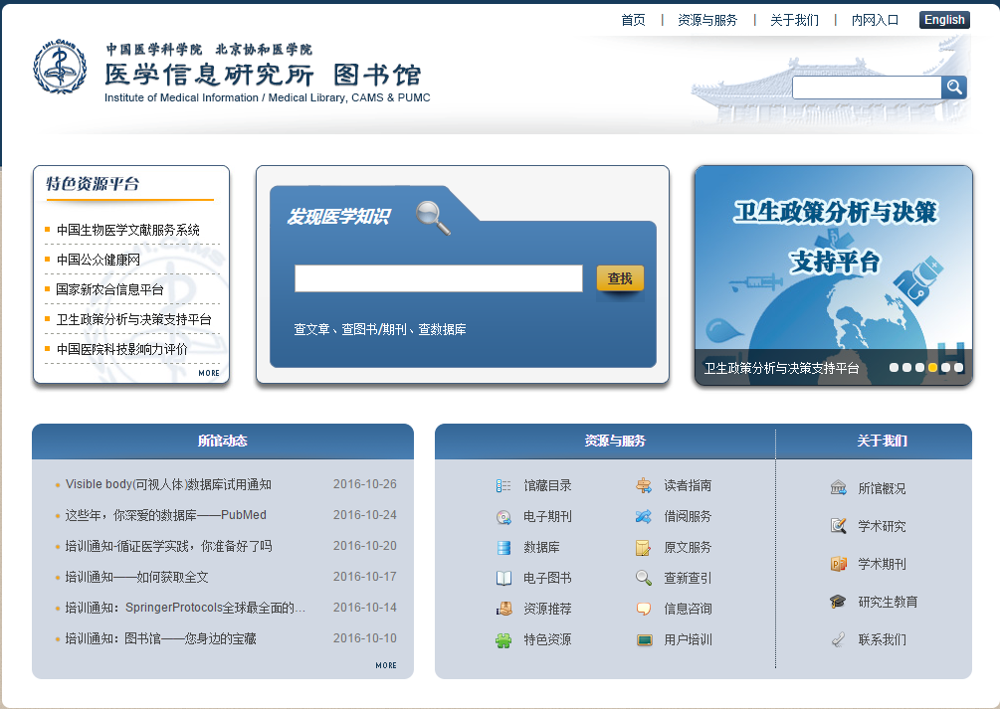 首页 | 资源与服务 | 关于我们 | 内网入口 English
中国医学科学院 北京协和医学院
医学信息研究所 图书馆
Institute of Medical Information / Medical Library, CAMS & PUMC
特色资源平台
中国生物医学文献服务系统
中国公众健康网
国家新农合信息平台
卫生政策分析与决策支持平台
中国医院科技影响力评价
MORE
发现医学知识
查找
查文章、查图书/期刊、查数据库
卫生政策分析与决策
支持平台
卫生政策分析与决策支持平台
所馆动态
Visible body(可视人体)数据库试用通知 2016-10-26
这些年，你深爱的数据库——PubMed 2016-10-24
培训通知-循证医学实践，你准备好了吗 2016-10-20
培训通知——如何获取全文 2016-10-17
培训通知：SpringerProtocols全球最全面的... 2016-10-14
培训通知：图书馆——您身边的宝藏 2016-10-10
MORE
资源与服务
馆藏目录 读者指南
电子期刊 借阅服务
数据库 原文服务
电子图书 查新查引
资源推荐 信息咨询
特色资源 用户培训
关于我们
所馆概况
学术研究
学术期刊
研究生教育
联系我们